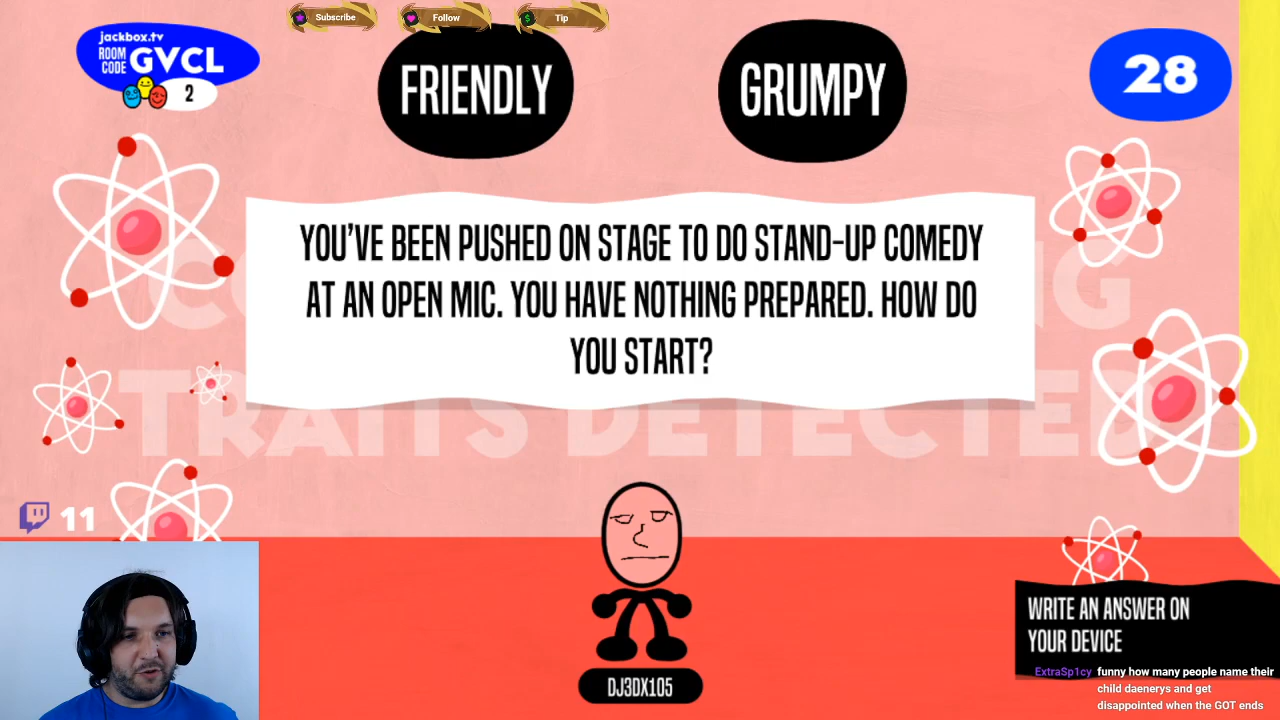 Subscribe
Follow
Tip
jackbox.tv
ROOM
CODE
GVCL
2
FRIENDLY
GRUMPY
28
YOU'VE BEEN PUSHED ON STAGE TO DO STAND-UP COMEDY
AT AN OPEN MIC. YOU HAVE NOTHING PREPARED. HOW DO
YOU START?
TRAITS DETECTED
11
DJ3DX105
WRITE AN ANSWER ON
YOUR DEVICE
ExtraSp1cy funny how many people name their
child daenerys and get
disappointed when the GOT ends